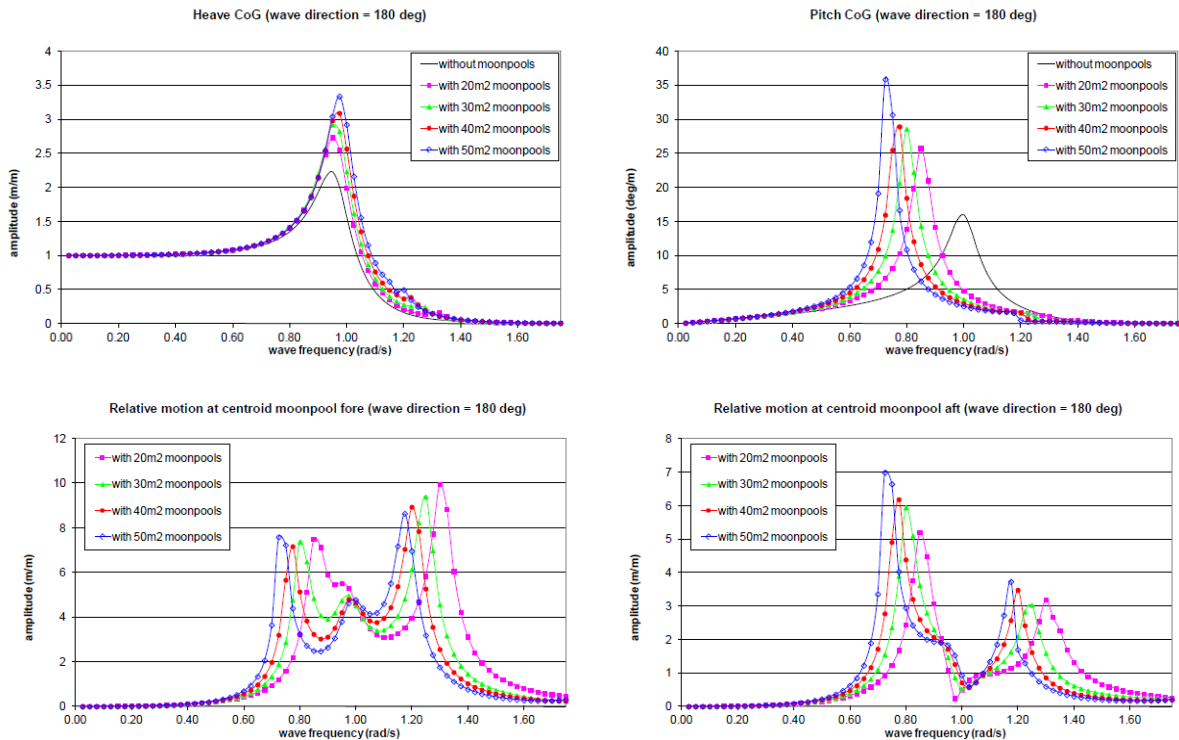 Heave CoG (wave direction = 180 deg)
amplitude (m/m)
4
3.5
3
2.5
2
1.5
1
0.5
0
without moonpools
with 20m2 moonpools
with 30m2 moonpools
with 40m2 moonpools
with 50m2 moonpools
0.00 0.20 0.40 0.60 0.80 1.00 1.20 1.40 1.60
wave frequency (rad/s)
Pitch CoG (wave direction = 180 deg)
amplitude (deg/m)
40
35
30
25
20
15
10
5
0
without moonpools
with 20m2 moonpools
with 30m2 moonpools
with 40m2 moonpools
with 50m2 moonpools
0.00 0.20 0.40 0.60 0.80 1.00 1.20 1.40 1.60
wave frequency (rad/s)
Relative motion at centroid moonpool fore (wave direction = 180 deg)
amplitude (m/m)
12
10
8
6
4
2
0
with 20m2 moonpools
with 30m2 moonpools
with 40m2 moonpools
with 50m2 moonpools
0.00 0.20 0.40 0.60 0.80 1.00 1.20 1.40 1.60
wave frequency (rad/s)
Relative motion at centroid moonpool aft (wave direction = 180 deg)
amplitude (m/m)
8
7
6
5
4
3
2
1
0
with 20m2 moonpools
with 30m2 moonpools
with 40m2 moonpools
with 50m2 moonpools
0.00 0.20 0.40 0.60 0.80 1.00 1.20 1.40 1.60
wave frequency (rad/s)